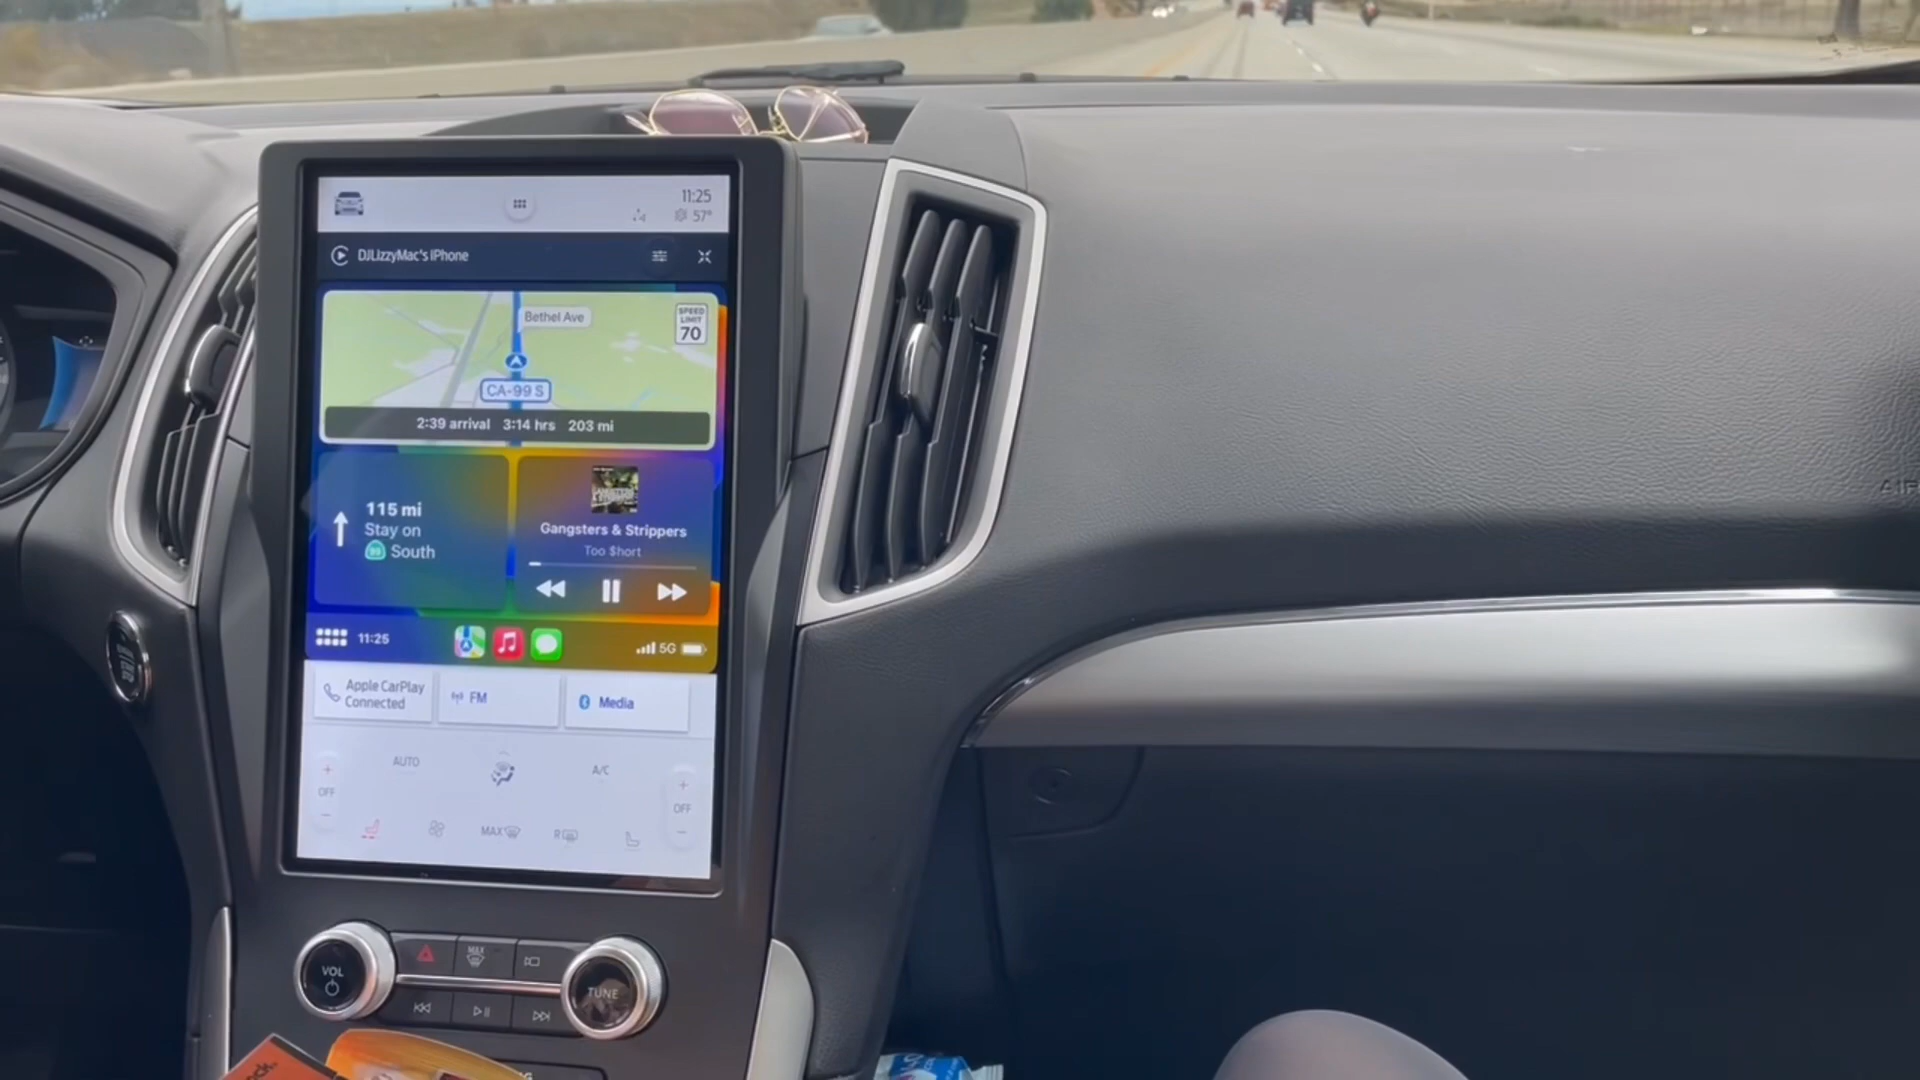 11:25
57°
DJLizzyMac's iPhone
Bethel Ave
SPEED
LIMIT
70
CA-99 S
2:39 arrival 3:14 hrs 203 mi
115 mi
Stay on
99 South
Gangsters & Strippers
Too $hort
11:25
5G
Apple CarPlay
Connected
FM
Media
AUTO
A/C
OFF
OFF
MAX
R
VOL
MAX
TUNE
AIR